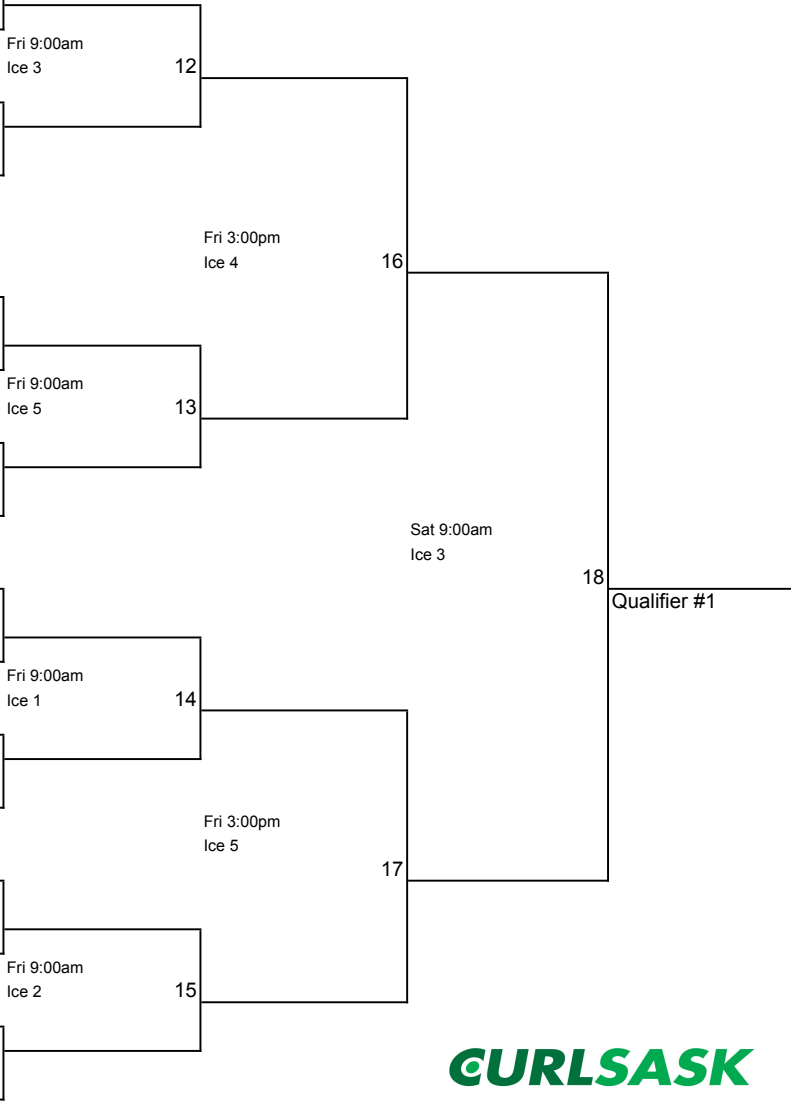 Fri 9:00am
Ice 3
12
Fri 3:00pm
Ice 4
16
Fri 9:00am
Ice 5
13
Sat 9:00am
Ice 3
18
Qualifier #1
Fri 9:00am
Ice 1
14
Fri 3:00pm
Ice 5
17
Fri 9:00am
Ice 2
15
CURLSASK